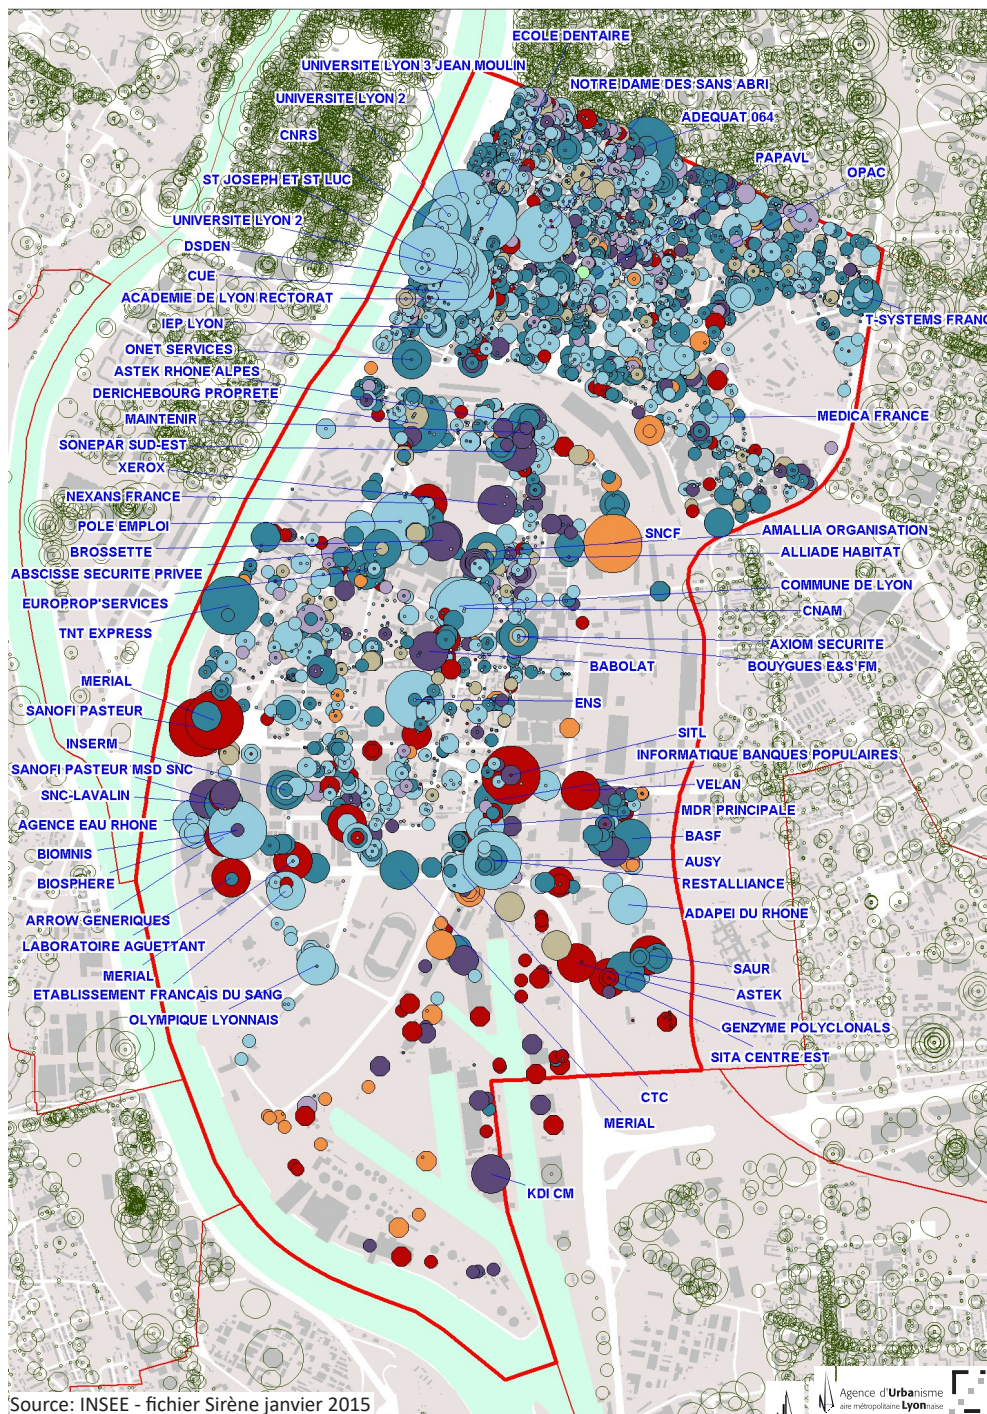 ECOLE DENTAIRE
UNIVERSITE LYON 3 JEAN MOULIN
NOTRE DAME DES SANS ABRI
UNIVERSITE LYON 2
ADEQUAT 064
CNRS
PAPAVL
OPAC
ST JOSEPH ET ST LUC
UNIVERSITE LYON 2
DSDEN
CUE
ACADEMIE DE LYON RECTORAT
T-SYSTEMS FRANC
IEP LYON
ONET SERVICES
ASTEK RHONE ALPES
DERICHEBOURG PROPRETE
MAINTENIR
MEDICA FRANCE
SONEPAR SUD-EST
XEROX
NEXANS FRANCE
POLE EMPLOI
SNCF
AMALLIA ORGANISATION
BROSSETTE
ALLIADE HABITAT
ABSCISSE SECURITE PRIVEE
COMMUNE DE LYON
EUROPROP'SERVICES
CNAM
TNT EXPRESS
AXIOM SECURITE
BABOLAT
BOUYGUES E&S FM
MERIAL
ENS
SANOFI PASTEUR
SITL
INSERM
INFORMATIQUE BANQUES POPULAIRES
SANOFI PASTEUR MSD SNC
VELAN
SNC-LAVALIN
MDR PRINCIPALE
AGENCE EAU RHONE
BASF
BIOMNIS
AUSY
BIOSPHERE
RESTALLIANCE
ARROW GENERIQUES
ADAPEI DU RHONE
LABORATOIRE AGUETTANT
MERIAL
SAUR
ETABLISSEMENT FRANCAIS DU SANG
ASTEK
OLYMPIQUE LYONNAIS
GENZYME POLYCLONALS
SITA CENTRE EST
CTC
MERIAL
KDI CM
Source: INSEE - fichier Sirène janvier 2015
Agence d'Urbanisme
aire métropolitaine Lyonnaise